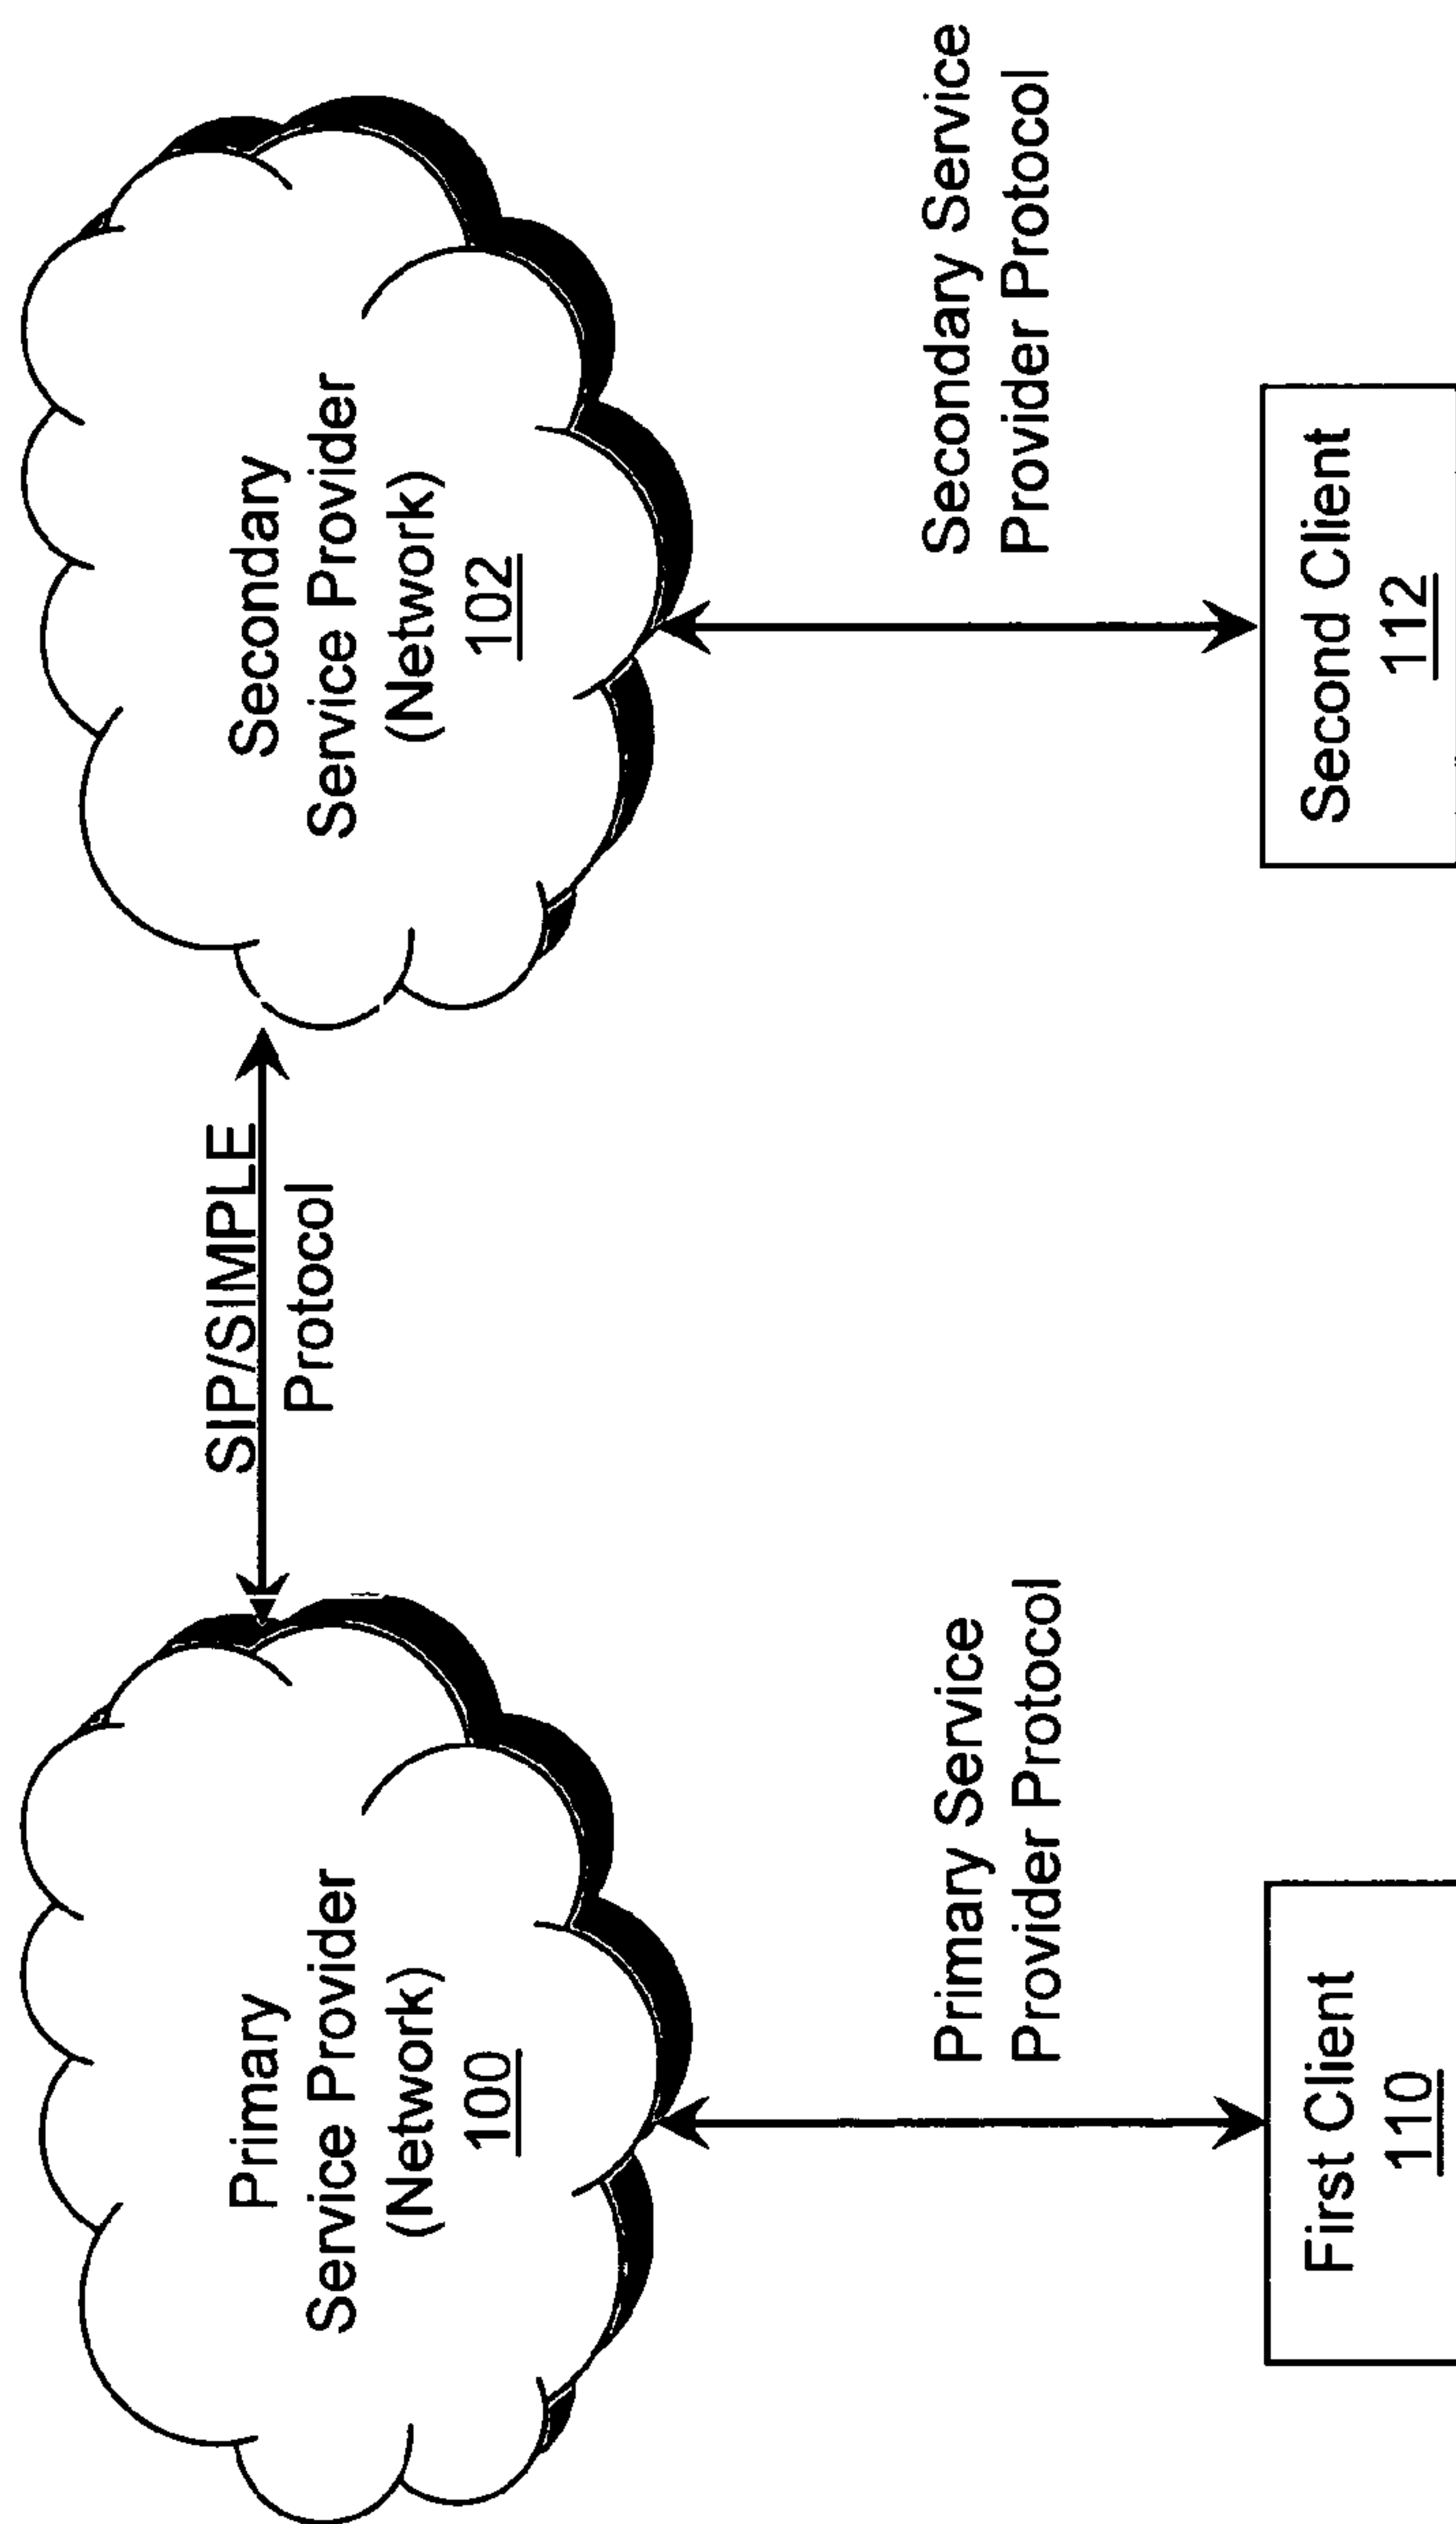 Primary
Service Provider
(Network)
100
SIP/SIMPLE
Protocol
Secondary
Service Provider
(Network)
102
Primary Service
Provider Protocol
Secondary Service
Provider Protocol
First Client
110
Second Client
112